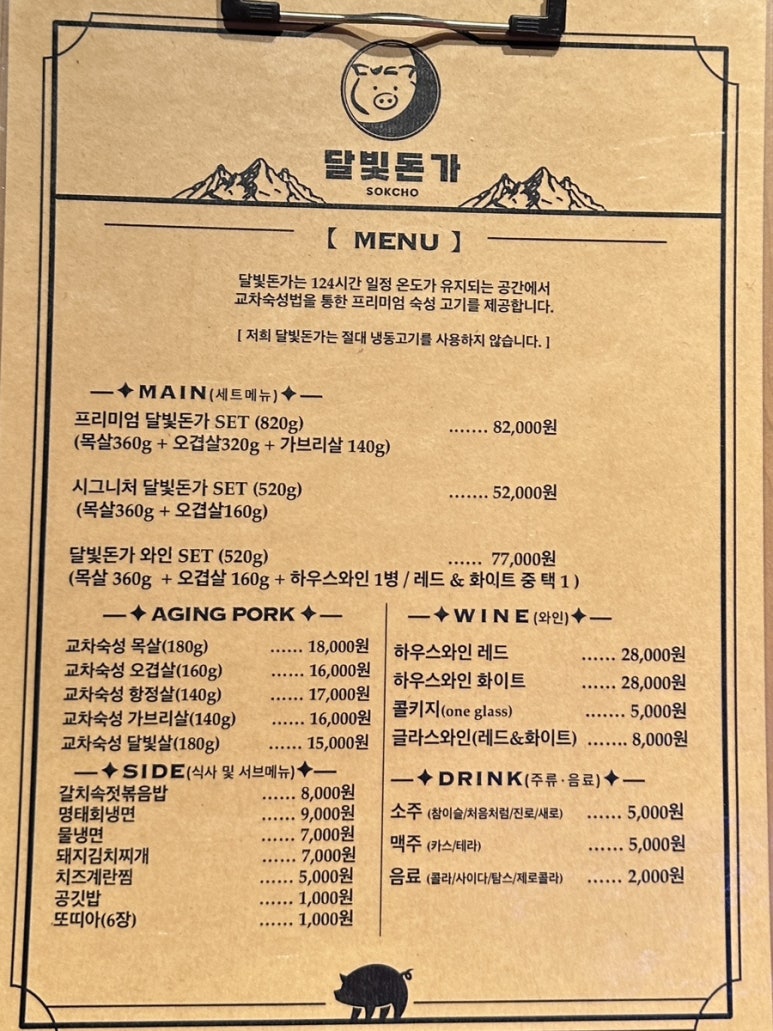 달빛돈가
SOKCHO
【 MENU 】
달빛돈가는 124시간 일정 온도가 유지되는 공간에서
교차숙성법을 통한 프리미엄 숙성 고기를 제공합니다.
[ 저희 달빛돈가는 절대 냉동고기를 사용하지 않습니다. ]
MAIN(세트메뉴)
프리미엄 달빛돈가 SET (820g) ....... 82,000원
(목살360g + 오겹살320g + 가브리살 140g)
시그니처 달빛돈가 SET (520g) ....... 52,000원
(목살360g + 오겹살160g)
달빛돈가 와인 SET (520g) ...... 77,000원
(목살 360g + 오겹살 160g + 하우스와인 1병 / 레드 & 화이트 중 택 1 )
AGING PORK
교차숙성 목살(180g) ...... 18,000원
교차숙성 오겹살(160g) ...... 16,000원
교차숙성 항정살(140g) ...... 17,000원
교차숙성 가브리살(140g) ...... 16,000원
교차숙성 달빛살(180g) ...... 15,000원
SIDE(식사 및 서브메뉴)
갈치속젓볶음밥 ...... 8,000원
명태회냉면 ...... 9,000원
물냉면 ...... 7,000원
돼지김치찌개 ...... 7,000원
치즈계란찜 ...... 5,000원
공깃밥 ...... 1,000원
또띠아(6장) ...... 1,000원
WINE(와인)
하우스와인 레드 ...... 28,000원
하우스와인 화이트 ...... 28,000원
콜키지(one glass) ....... 5,000원
글라스와인(레드&화이트) ....... 8,000원
DRINK(주류·음료)
소주 (참이슬/처음처럼/진로/새로) ...... 5,000원
맥주 (카스/테라) ...... 5,000원
음료 (콜라/사이다/탐스/제로콜라) ...... 2,000원